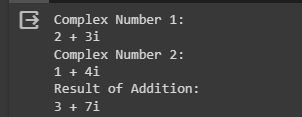 Complex Number 1:
2 + 3i
Complex Number 2:
1 + 4i
Result of Addition:
3 + 7i